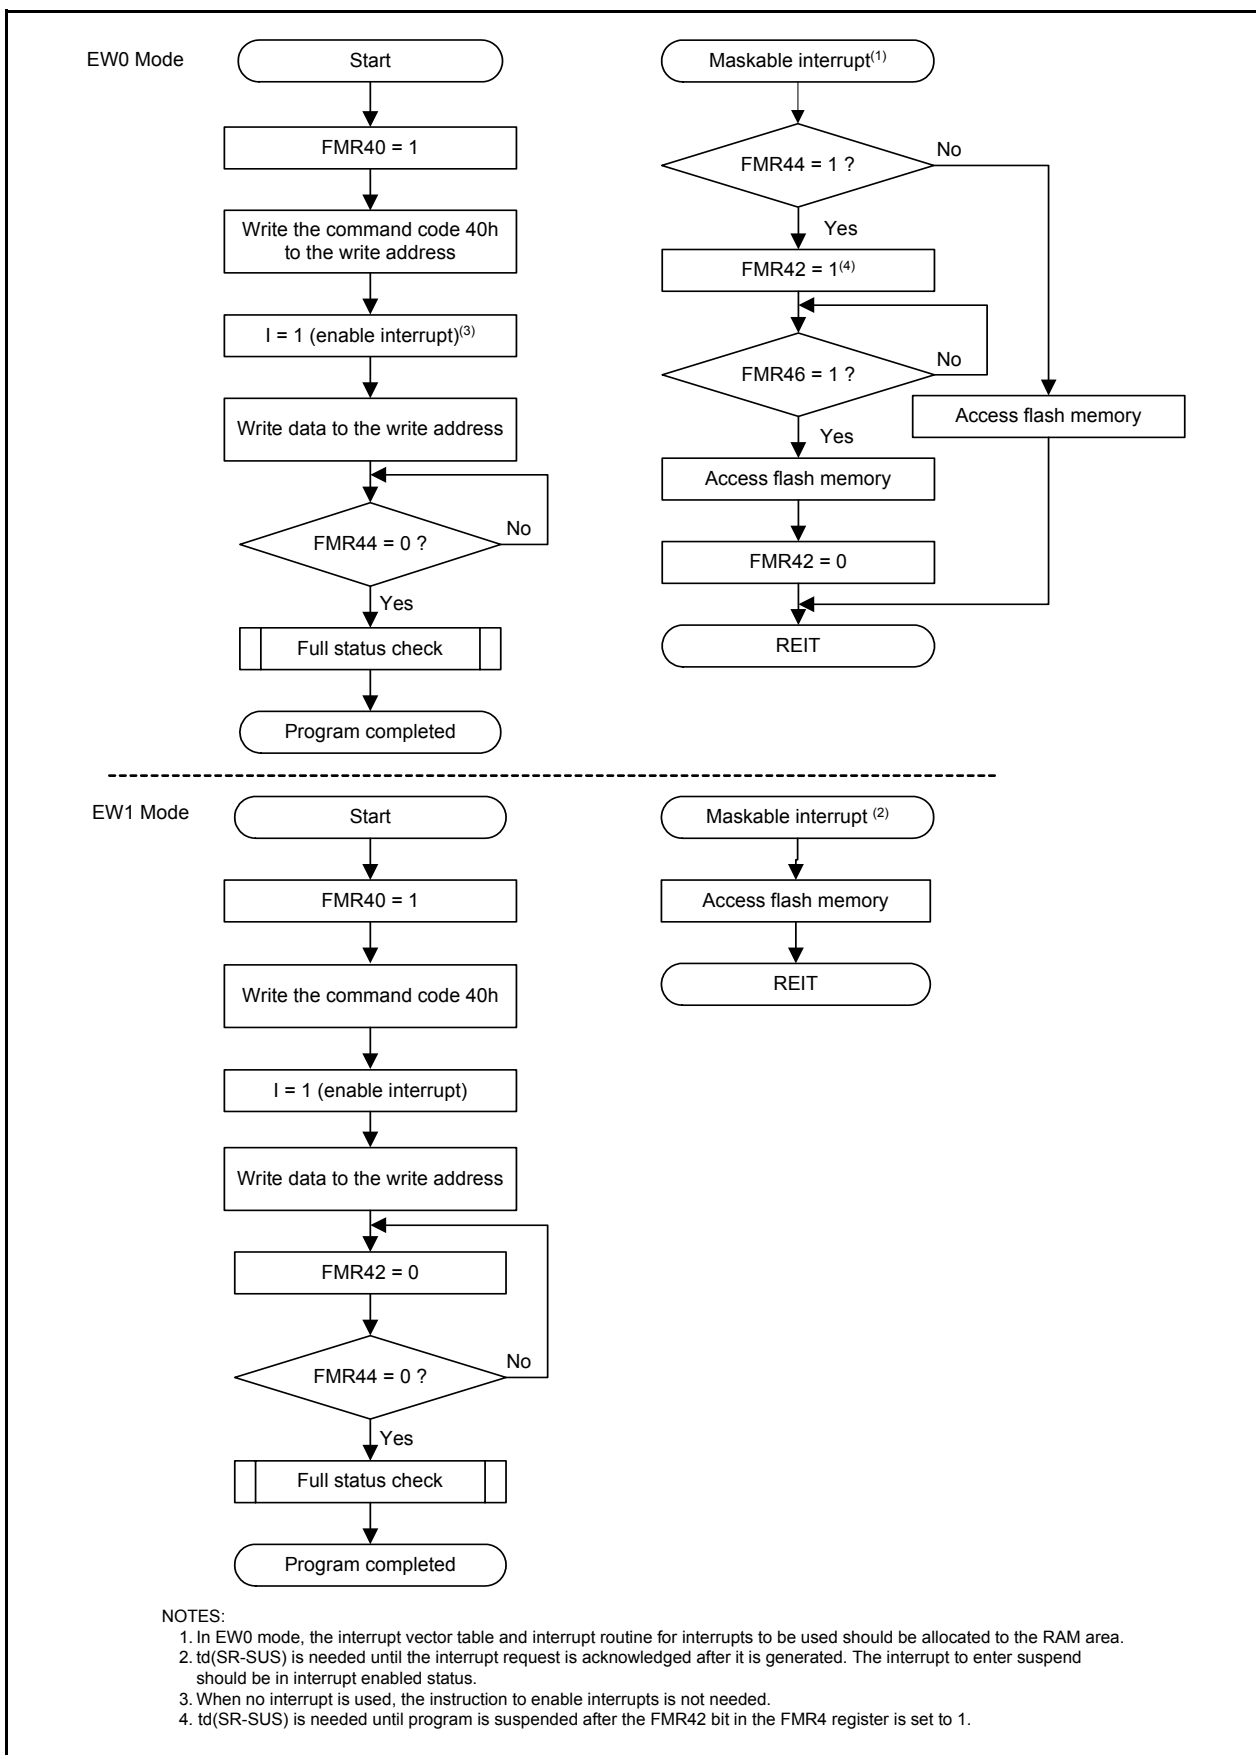 EW0 Mode
Start
FMR40 = 1
Write the command code 40h
to the write address
I = 1 (enable interrupt)(3)
Write data to the write address
FMR44 = 0 ?
No
Yes
Full status check
Program completed
Maskable interrupt(1)
FMR44 = 1 ?
No
Yes
FMR42 = 1(4)
FMR46 = 1 ?
No
Yes
Access flash memory
Access flash memory
FMR42 = 0
REIT
EW1 Mode
Start
FMR40 = 1
Write the command code 40h
I = 1 (enable interrupt)
Write data to the write address
FMR42 = 0
FMR44 = 0 ?
No
Yes
Full status check
Program completed
Maskable interrupt (2)
Access flash memory
REIT
NOTES:
1. In EW0 mode, the interrupt vector table and interrupt routine for interrupts to be used should be allocated to the RAM area.
2. td(SR-SUS) is needed until the interrupt request is acknowledged after it is generated. The interrupt to enter suspend
should be in interrupt enabled status.
3. When no interrupt is used, the instruction to enable interrupts is not needed.
4. td(SR-SUS) is needed until program is suspended after the FMR42 bit in the FMR4 register is set to 1.